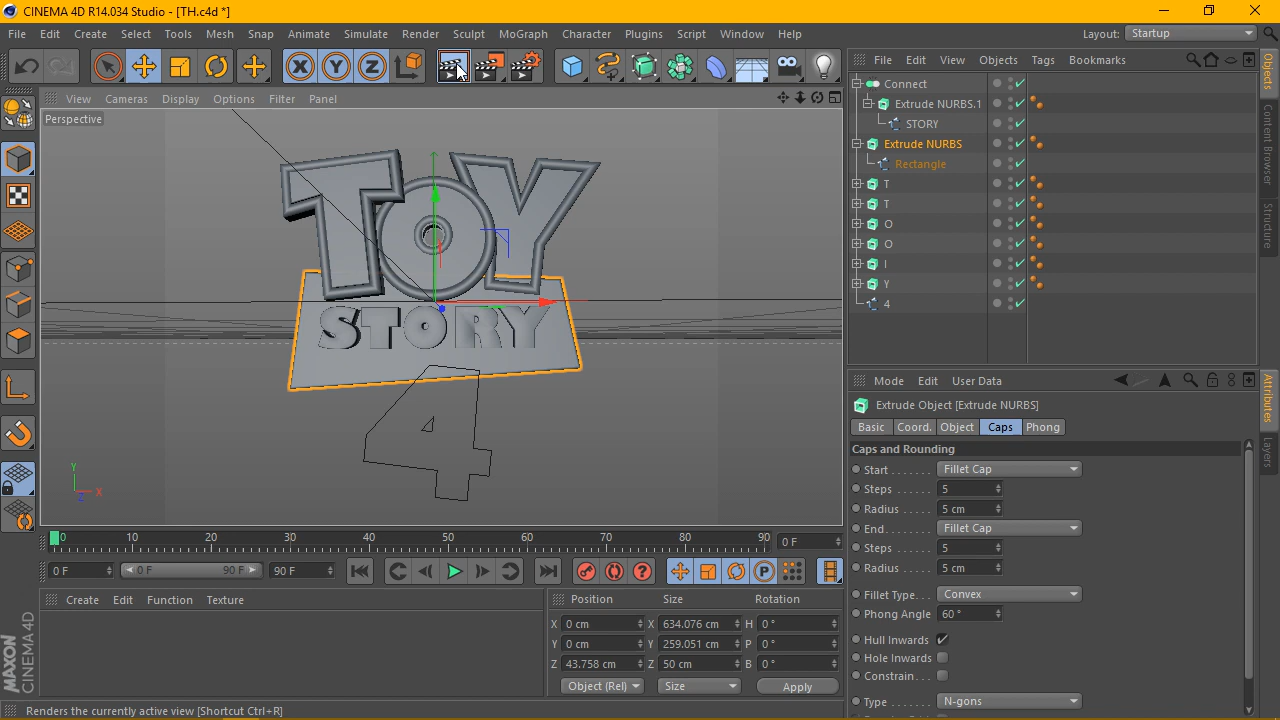 CINEMA 4D R14.034 Studio - [TH.c4d *]
File Edit Create Select Tools Mesh Snap Animate Simulate Render Sculpt MoGraph Character Plugins Script Window Help Layout: Startup
X Y Z
File Edit View Objects Tags Bookmarks
View Cameras Display Options Filter Panel
Perspective
Connect
Extrude NURBS.1
STORY
Extrude NURBS
Rectangle
T
T
O
O
I
Y
4
Objects
Content Browser
Structure
TOY
STORY
4
Y
X
Z
Mode Edit User Data
Extrude Object [Extrude NURBS]
Basic Coord. Object Caps Phong
Caps and Rounding
Start . . . . . . . Fillet Cap
Steps . . . . . . 5
Radius . . . . . 5 cm
End. . . . . . . . Fillet Cap
Steps . . . . . . 5
Radius . . . . . 5 cm
Fillet Type. . . Convex
Phong Angle 60 °
Hull Inwards
Hole Inwards
Constrain. . .
Type . . . . . . . N-gons
Attributes
Layers
0 10 20 30 40 50 60 70 80 90 0 F
0 F 0 F 90 F 90 F
P
Create Edit Function Texture
Position Size Rotation
X 0 cm X 634.076 cm H 0 °
Y 0 cm Y 259.051 cm P 0 °
Z 43.758 cm Z 50 cm B 0 °
Object (Rel) Size Apply
MAXON
CINEMA 4D
Renders the currently active view [Shortcut Ctrl+R]